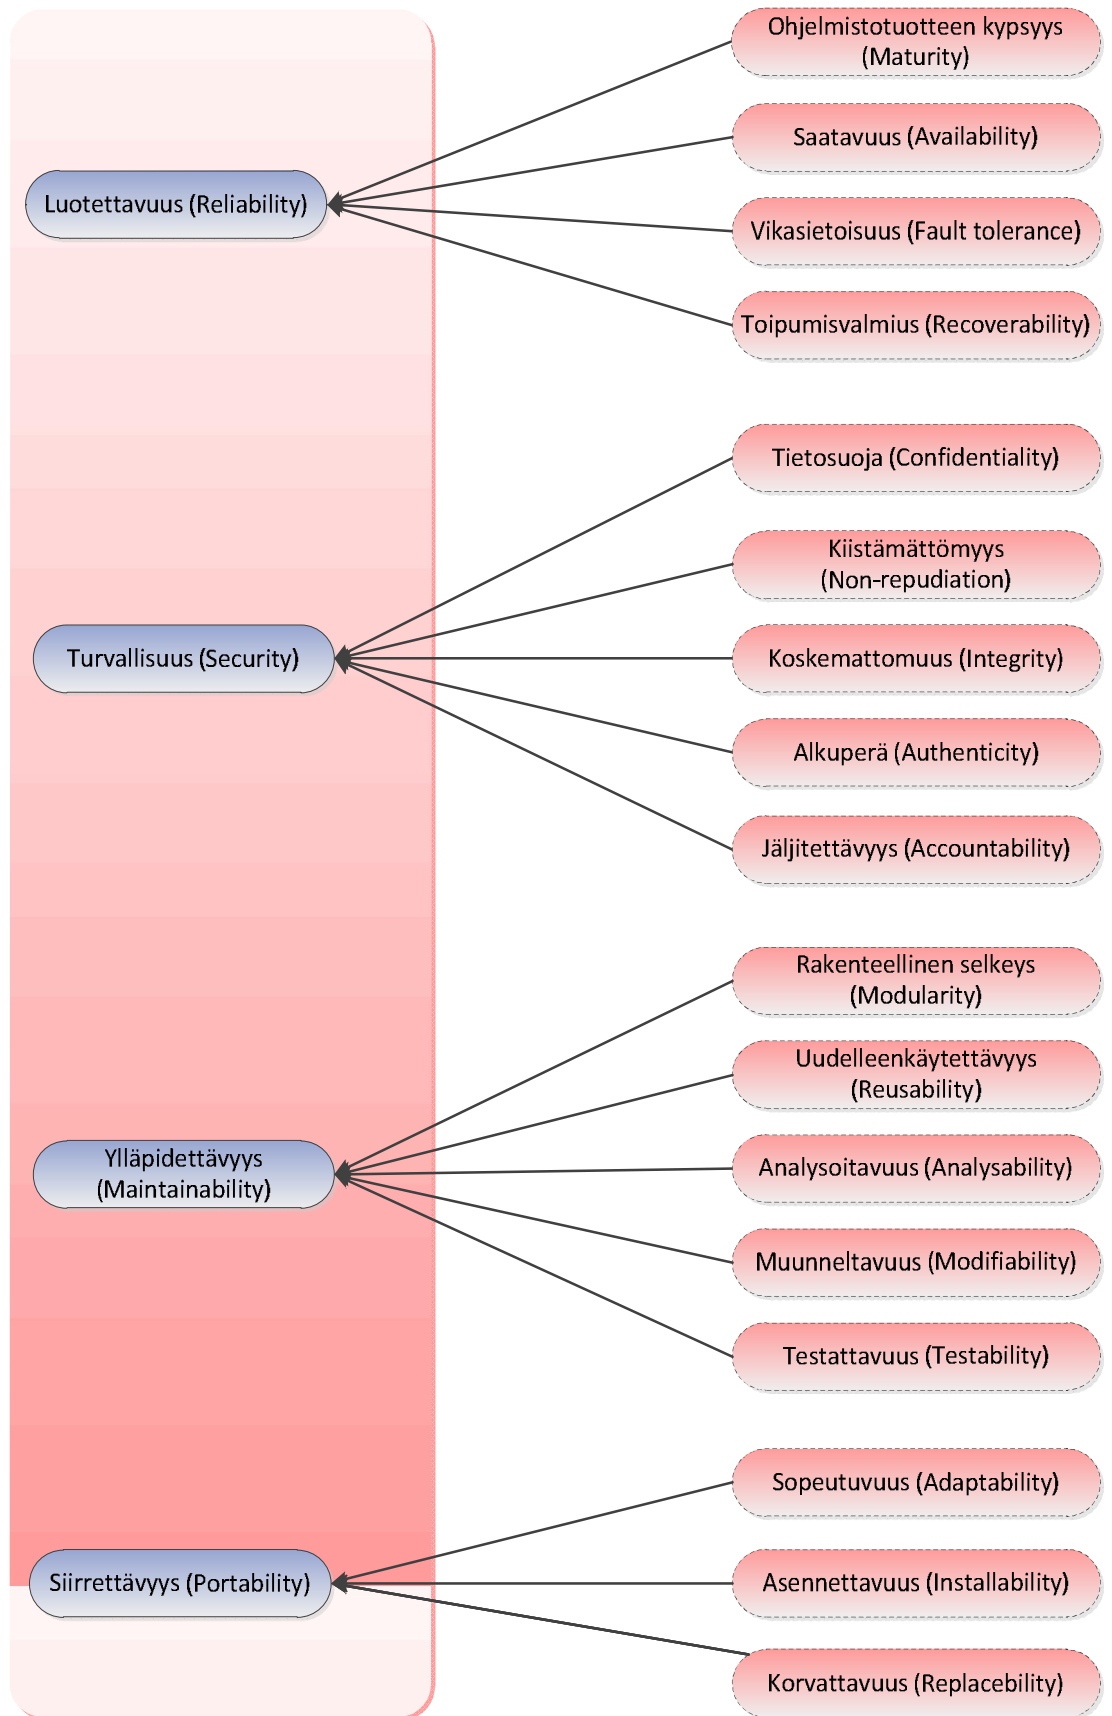 Luotettavuus (Reliability)
Ohjelmistotuotteen kypsyys
(Maturity)
Saatavuus (Availability)
Vikasietoisuus (Fault tolerance)
Toipumisvalmius (Recoverability)
Turvallisuus (Security)
Tietosuoja (Confidentiality)
Kiistämättömyys
(Non-repudiation)
Koskemattomuus (Integrity)
Alkuperä (Authenticity)
Jäljitettävyys (Accountability)
Ylläpidettävyys
(Maintainability)
Rakenteellinen selkeys
(Modularity)
Uudelleenkäytettävyys
(Reusability)
Analysoitavuus (Analysability)
Muunneltavuus (Modifiability)
Testattavuus (Testability)
Siirrettävyys (Portability)
Sopeutuvuus (Adaptability)
Asennettavuus (Installability)
Korvattavuus (Replacebility)